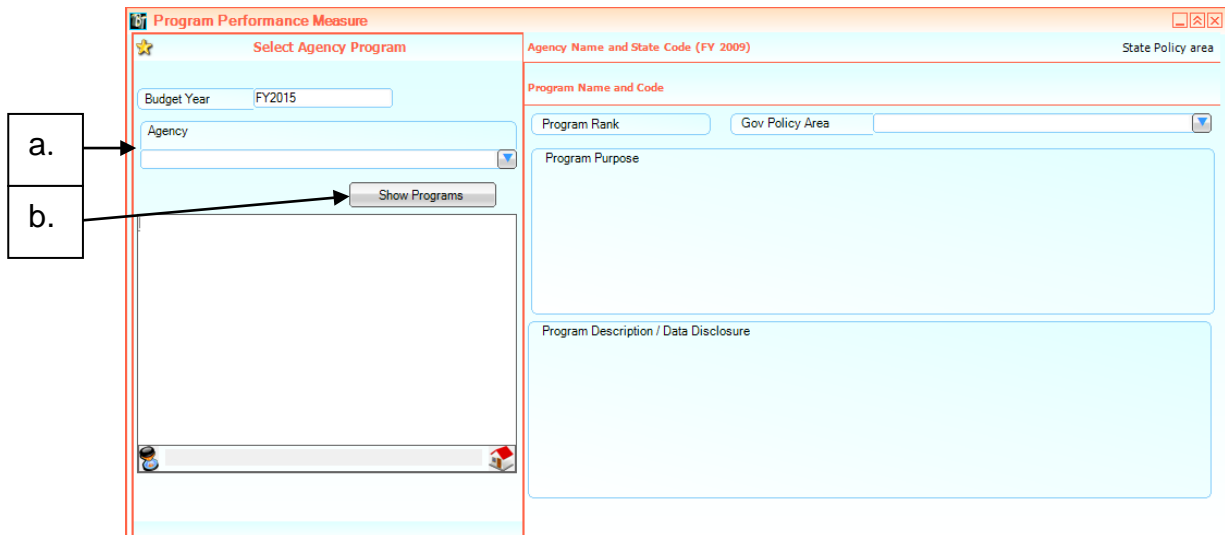 Program Performance Measure
Select Agency Program
Agency Name and State Code (FY 2009)
State Policy area
Budget Year
FY2015
Program Name and Code
a.
Agency
Program Rank
Gov Policy Area
Program Purpose
b.
Show Programs
Program Description / Data Disclosure